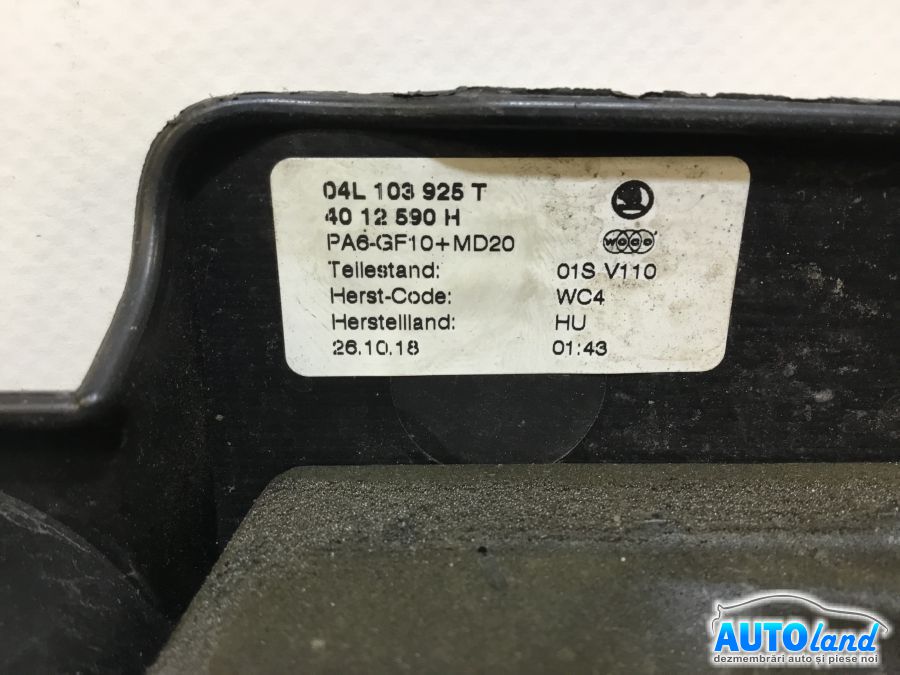 04L 103 925 T
40 12 590 H
PA6-GF10+MD20
woco
Teilestand: 01S V110
Herst-Code: WC4
Herstellland: HU
26.10.18 01:43
AUTOland
dezmembrări auto și piese noi